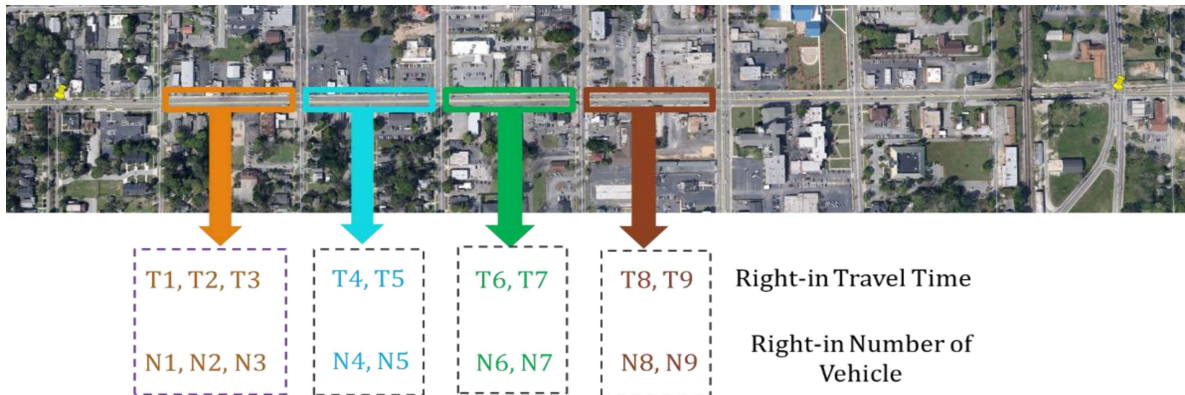 T1, T2, T3
T4, T5
T6, T7
T8, T9
Right-in Travel Time
N1, N2, N3
N4, N5
N6, N7
N8, N9
Right-in Number of
Vehicle